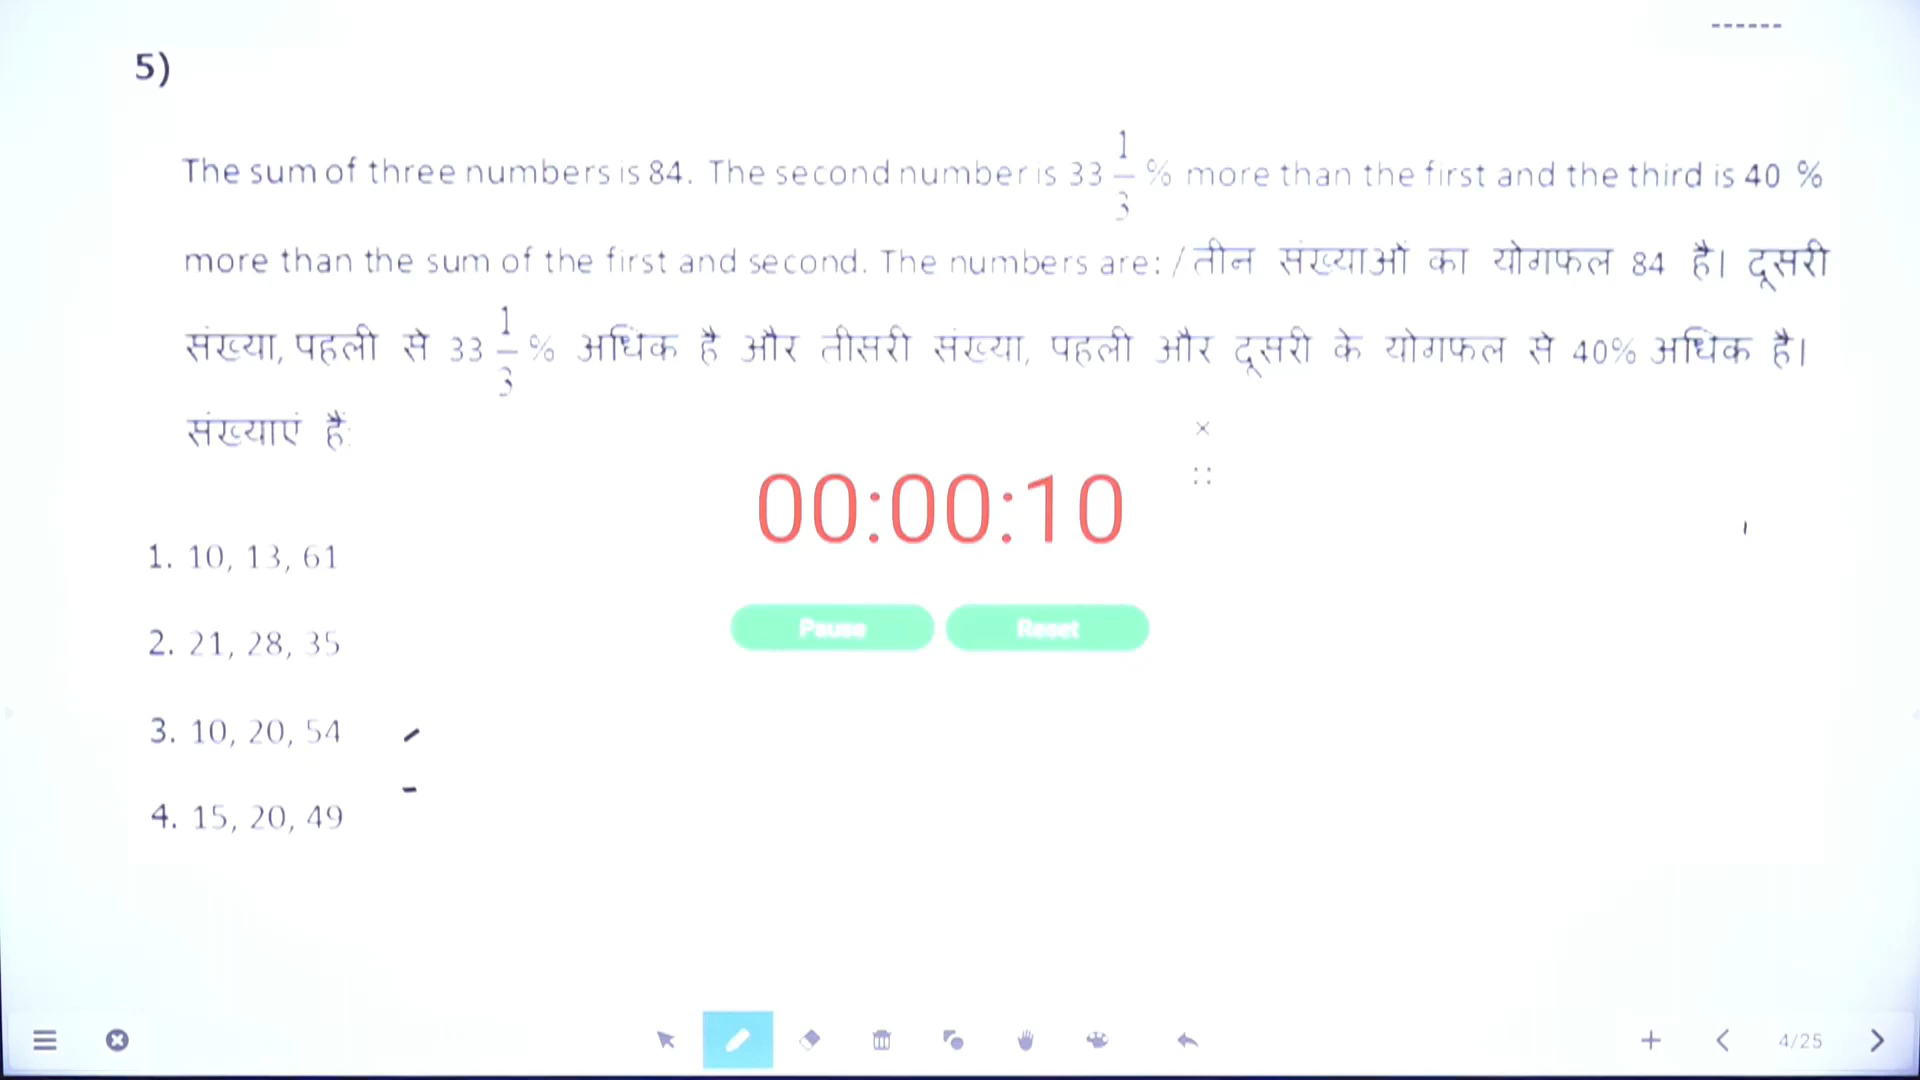 5)
The sum of three numbers is 84. The second number is 33 1/3 % more than the first and the third is 40 %
more than the sum of the first and second. The numbers are: / तीन संख्याओं का योगफल 84 है। दूसरी
संख्या, पहली से 33 1/3 % अधिक है और तीसरी संख्या, पहली और दूसरी के योगफल से 40% अधिक है।
संख्याएं हैं:
00:00:10
Pause Reset
1. 10, 13, 61
2. 21, 28, 35
3. 10, 20, 54
4. 15, 20, 49
4/25